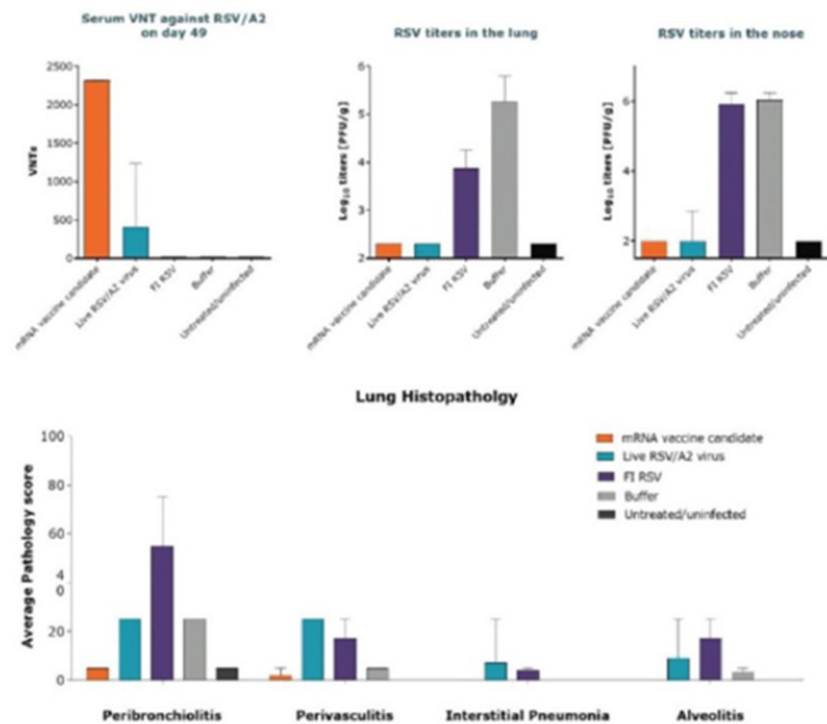 Serum VNT against RSV/A2
on day 49
2500
2000
1500
1000
500
0
VNTs
mRNA vaccine candidate
Live RSV/A2 virus
FI RSV
Buffer
Untreated/uninfected
RSV titers in the lung
6
5
4
3
2
Log10 titers [PFU/g]
mRNA vaccine candidate
Live RSV/A2 virus
FI RSV
Buffer
Untreated/uninfected
RSV titers in the nose
6
4
2
Log10 titers [PFU/g]
mRNA vaccine candidate
Live RSV/A2 virus
FI RSV
Buffer
Untreated/uninfected
Lung Histopatholgy
100
80
60
4
0
20
0
Average Pathology score
mRNA vaccine candidate
Live RSV/A2 virus
FI RSV
Buffer
Untreated/uninfected
Peribronchiolitis
Perivasculitis
Interstitial Pneumonia
Alveolitis